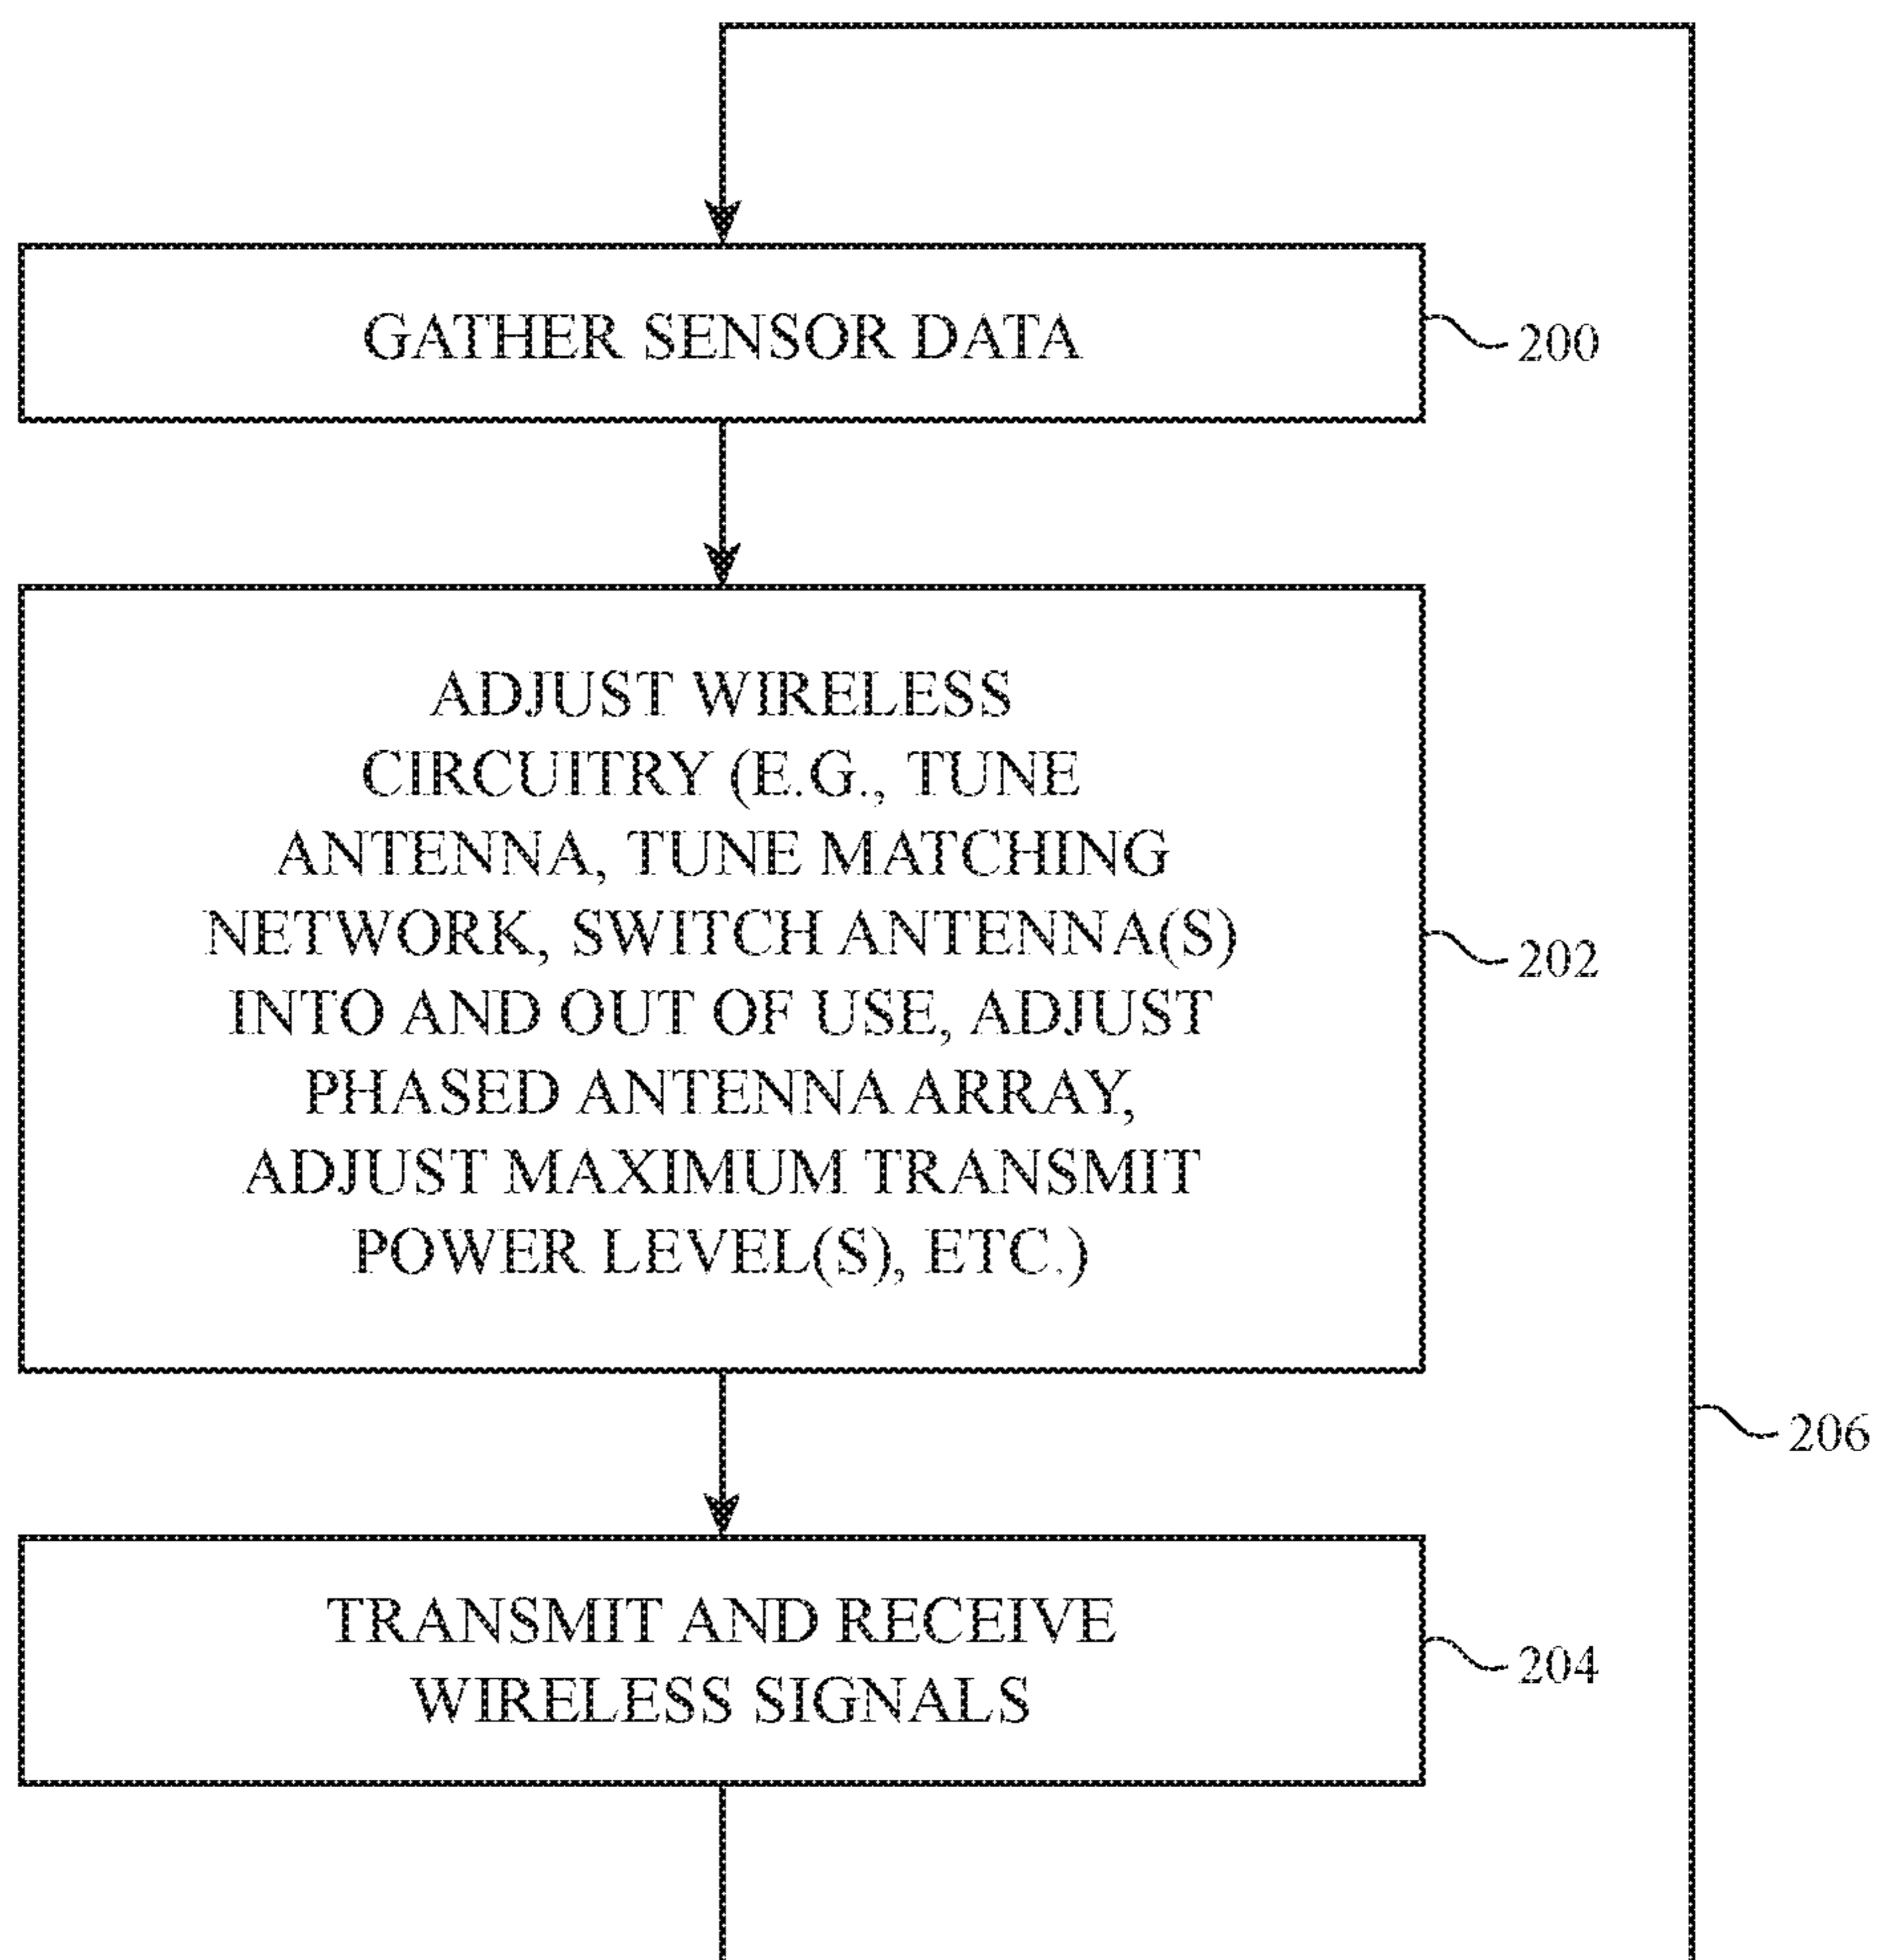 GATHER SENSOR DATA
200
ADJUST WIRELESS
CIRCUITRY (E.G., TUNE
ANTENNA, TUNE MATCHING
NETWORK, SWITCH ANTENNA(S)
INTO AND OUT OF USE, ADJUST
PHASED ANTENNA ARRAY,
ADJUST MAXIMUM TRANSMIT
POWER LEVEL(S), ETC.)
202
206
TRANSMIT AND RECEIVE
WIRELESS SIGNALS
204